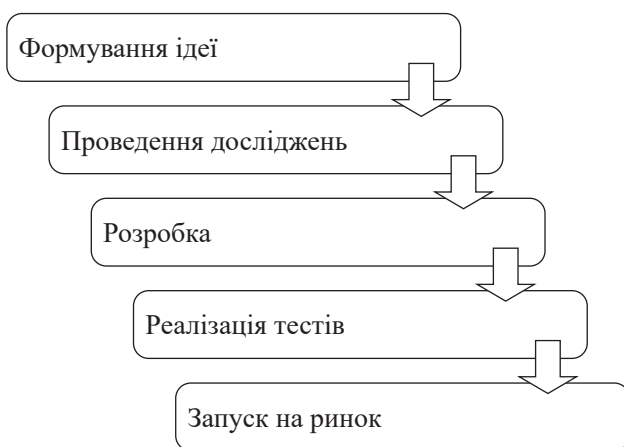 Формування ідеї
Проведення досліджень
Розробка
Реалізація тестів
Запуск на ринок